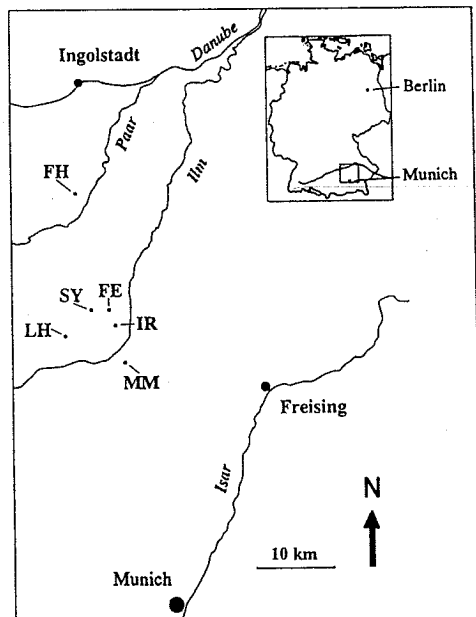 Danube
Ingolstadt
Berlin
Paar
Ilm
FH
Munich
SY FE
LH IR
MM
Freising
Isar
N
10 km
Munich